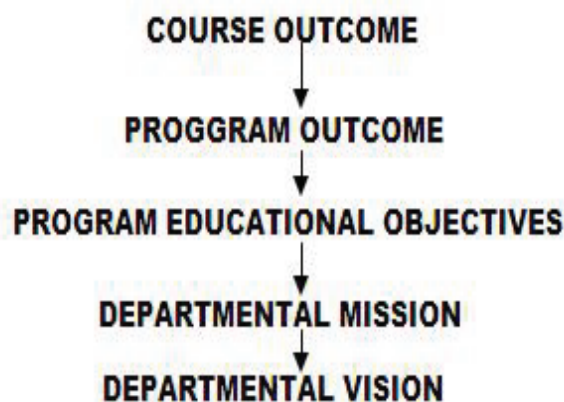 COURSE OUTCOME
PROGGRAM OUTCOME
PROGRAM EDUCATIONAL OBJECTIVES
DEPARTMENTAL MISSION
DEPARTMENTAL VISION